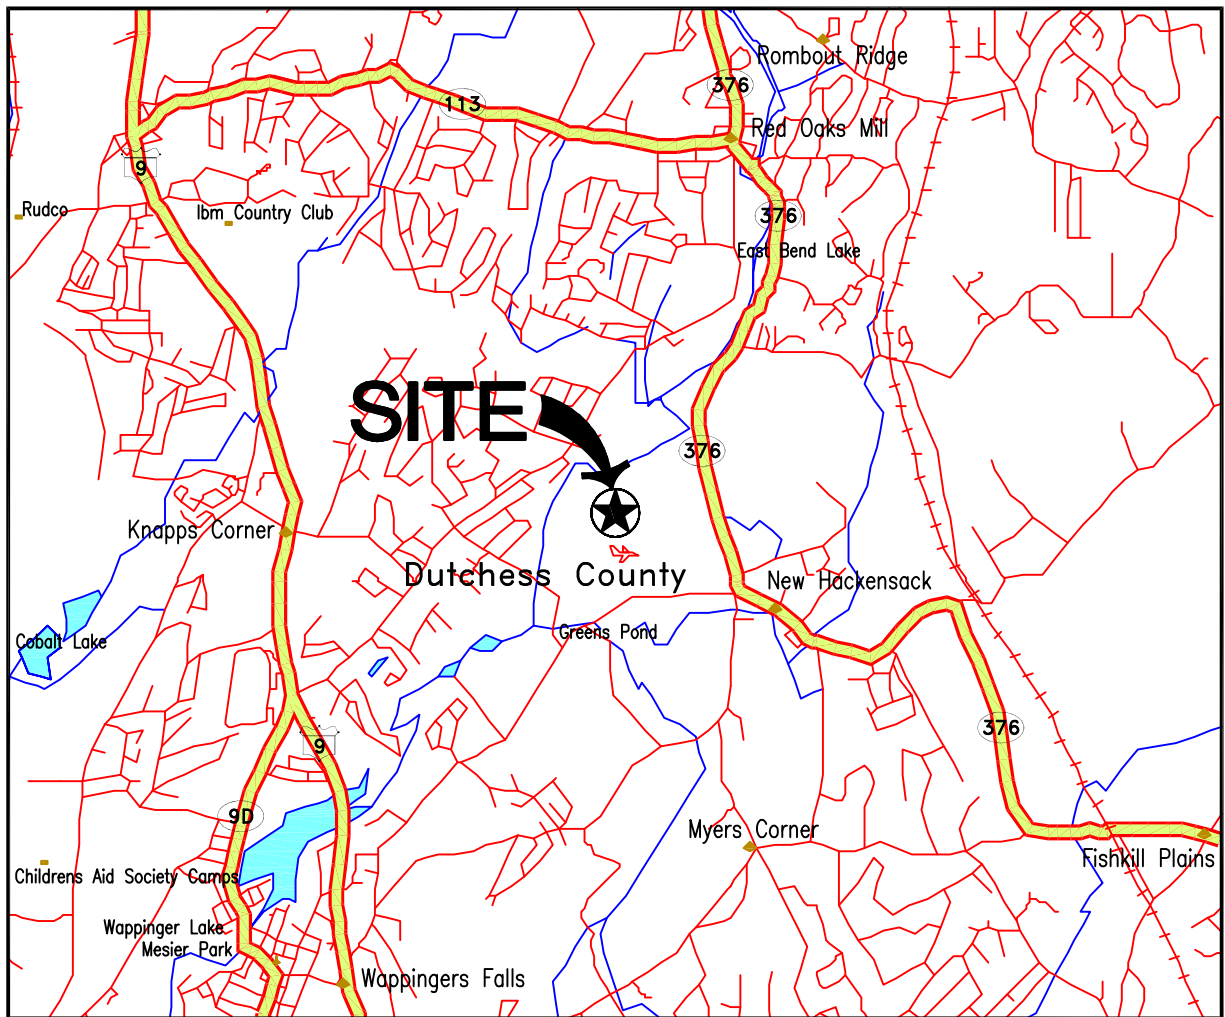 Rombout Ridge
376
113
Red Oaks Mill
9
Rudco
Ibm Country Club
376
East Bend Lake
SITE
376
Knapps Corner
Dutchess County
New Hackensack
Greens Pond
Cobalt Lake
376
9
9D
Myers Corner
Fishkill Plains
Childrens Aid Society Camps
Wappinger Lake
Mesier Park
Wappingers Falls